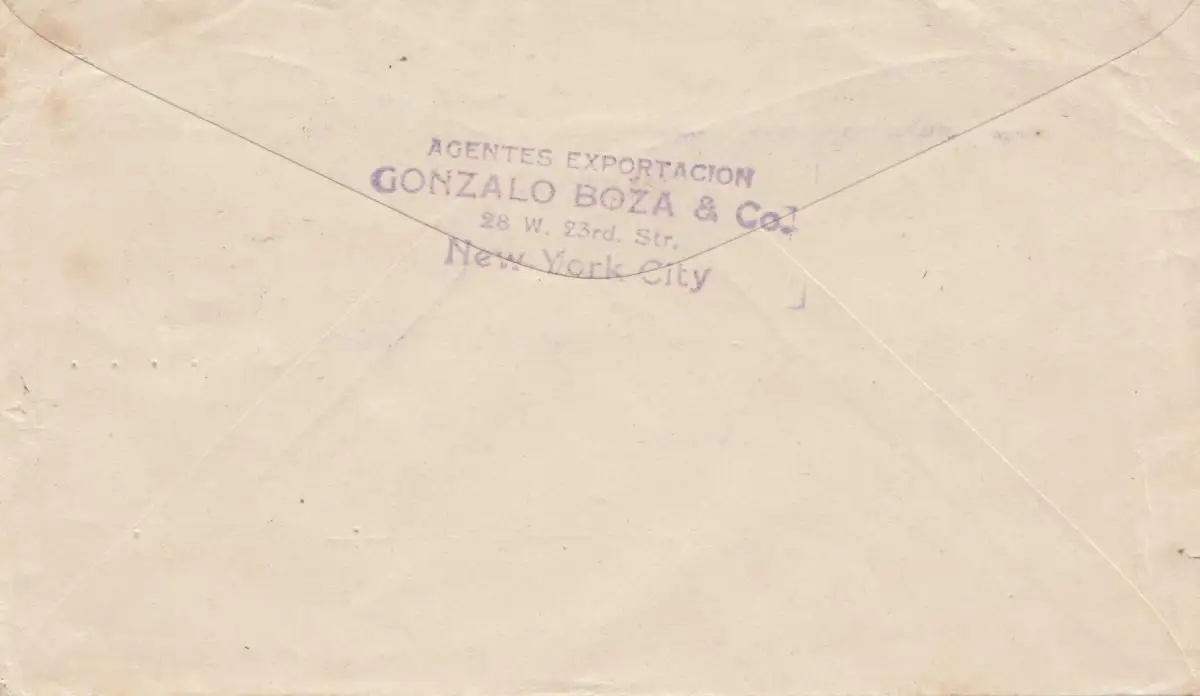 AGENTES EXPORTACION
GONZALO BOZA & Co.
28 W. 23rd. Str.
New York City